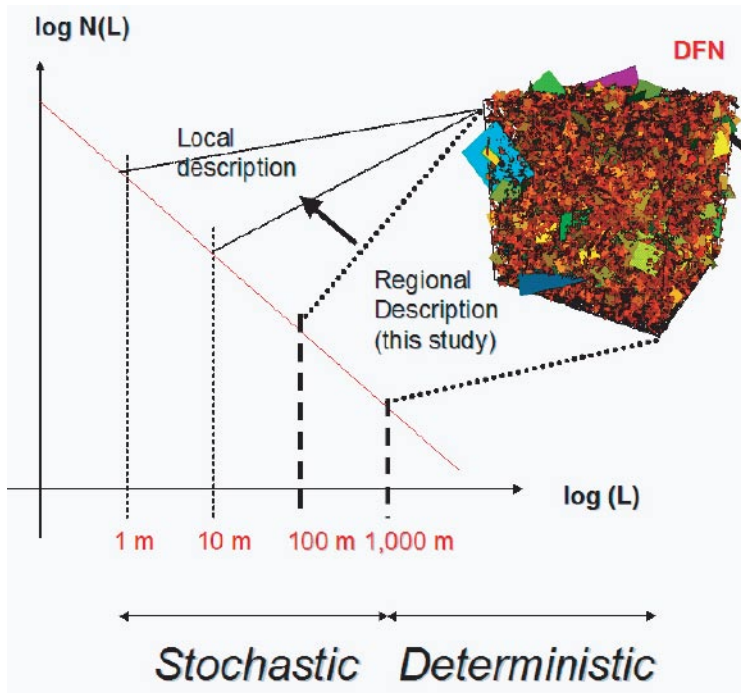 log N(L)
DFN
Local
description
Regional
Description
(this study)
log (L)
1 m
10 m
100 m
1,000 m
Stochastic
Deterministic